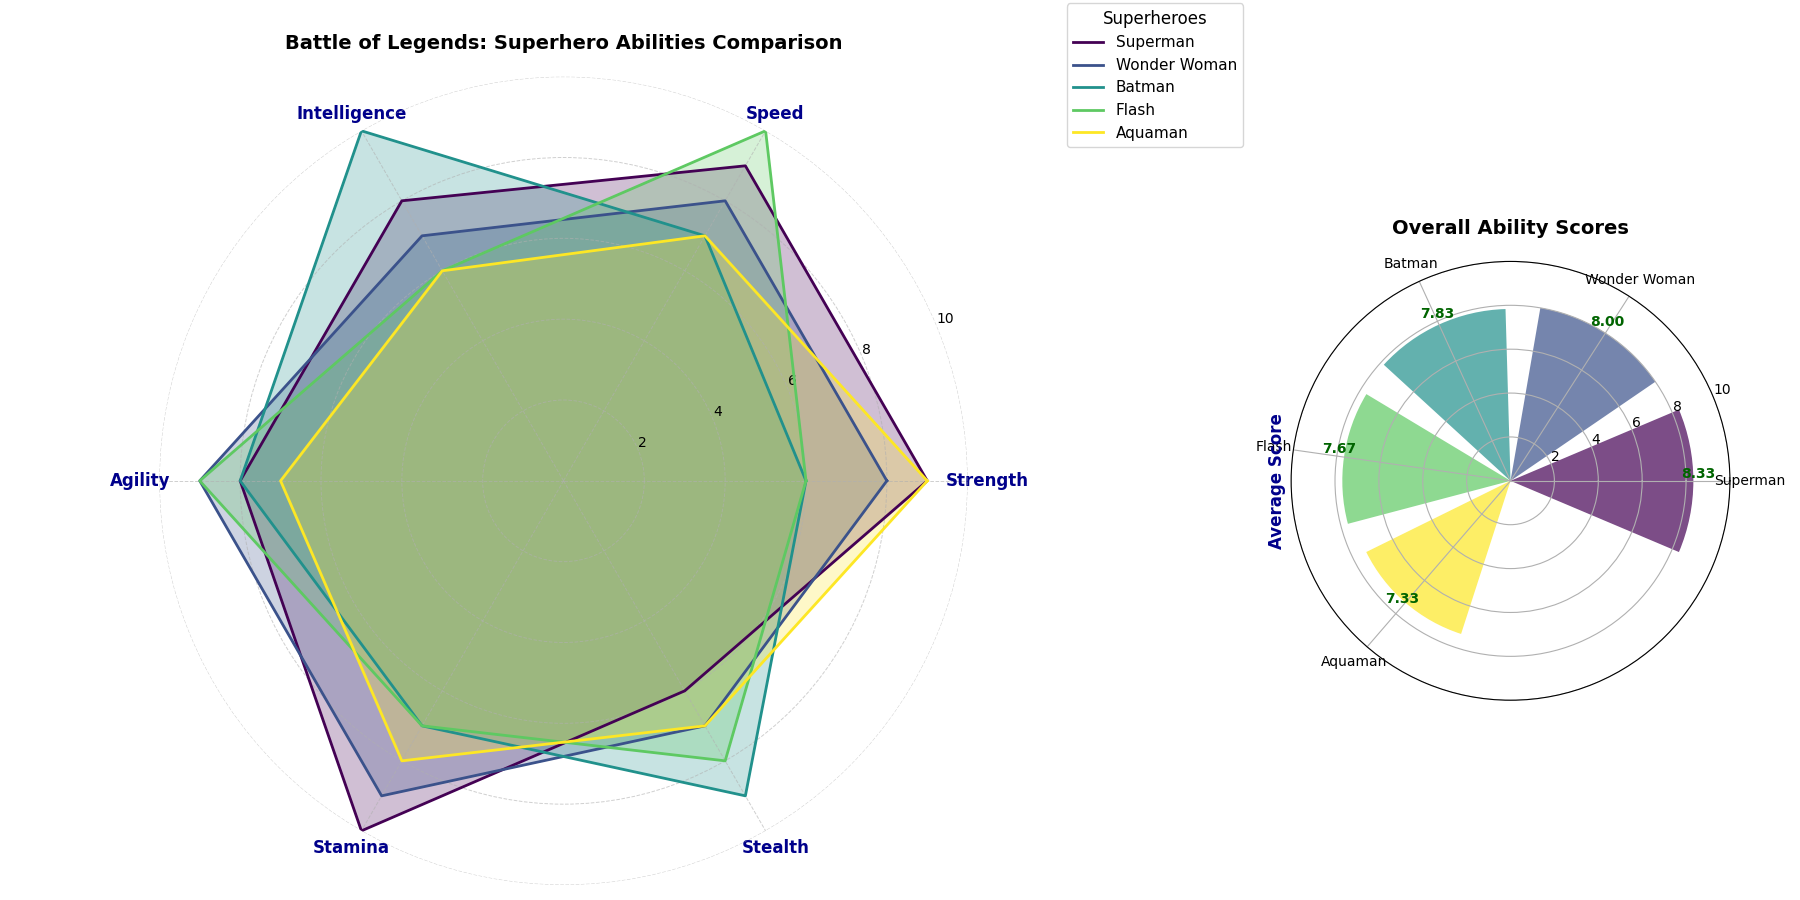 Battle of Legends: Superhero Abilities Comparison
Superheroes
Superman
Wonder Woman
Batman
Flash
Aquaman
Intelligence
Speed
Agility
Strength
Stamina
Stealth
2
4
6
8
10
Overall Ability Scores
Batman
Wonder Woman
Flash
Superman
Aquaman
7.83
8.00
7.67
8.33
7.33
2
4
6
8
10
Average Score